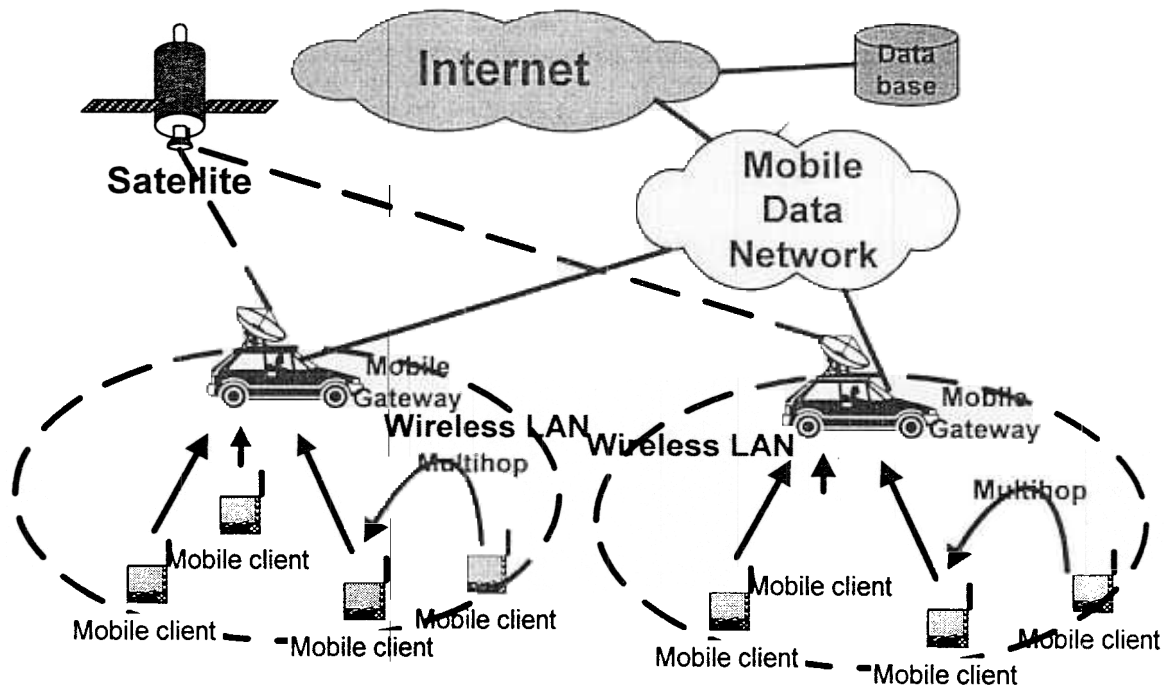 Internet
Data
base
Satellite
Mobile
Data
Network
Mobile
Gateway
Wireless LAN
Multihop
Mobile client
Mobile client
Mobile client
Mobile client
Mobile
Gateway
Wireless LAN
Multihop
Mobile client
Mobile client
Mobile client
Mobile client